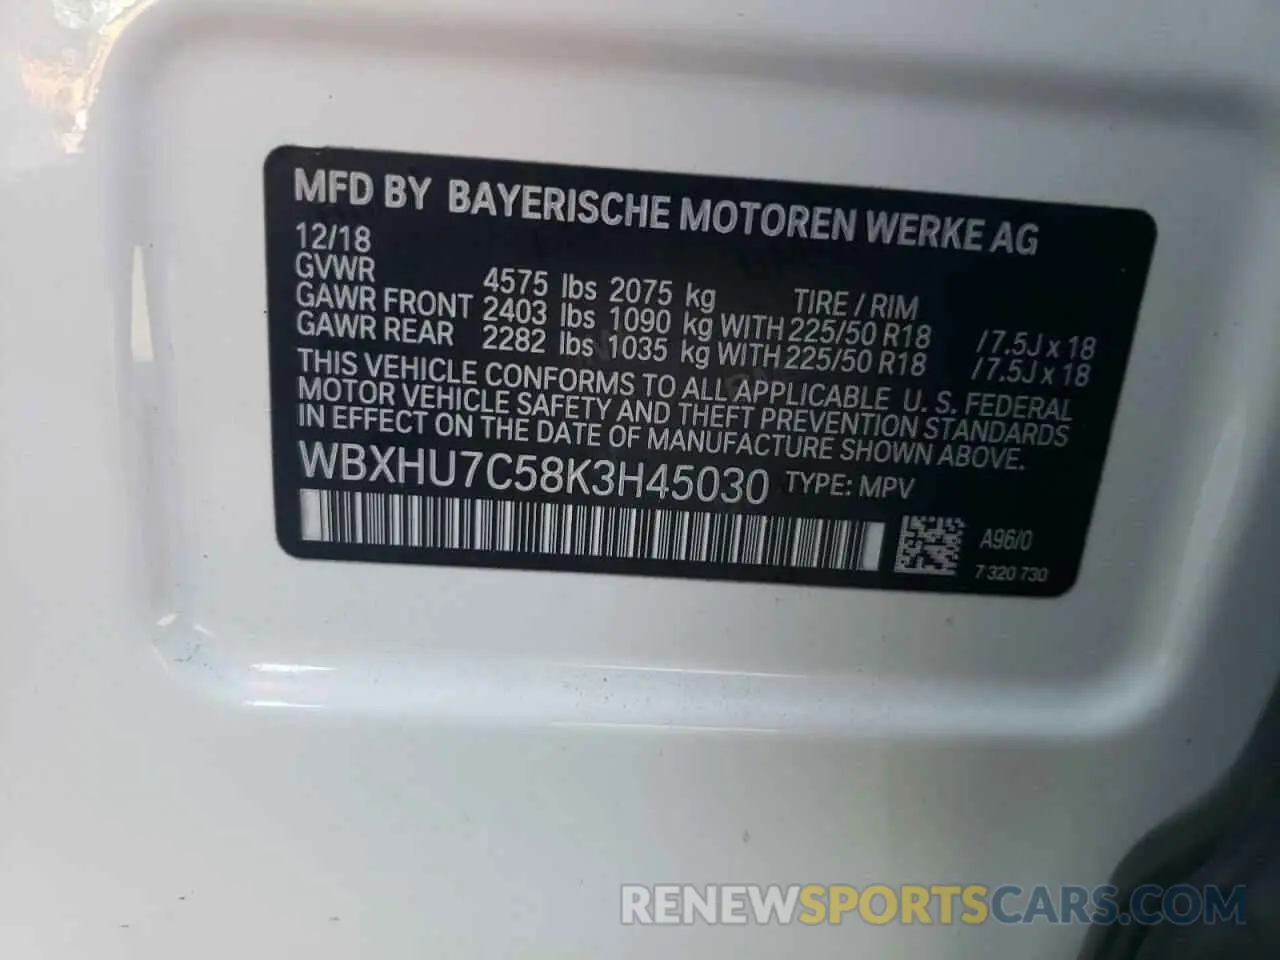 MFD BY BAYERISCHE MOTOREN WERKE AG
12/18
GVWR 4575 lbs 2075 kg TIRE / RIM
GAWR FRONT 2403 lbs 1090 kg WITH 225/50 R18 /7.5J x 18
GAWR REAR 2282 lbs 1035 kg WITH 225/50 R18 /7.5J x 18
THIS VEHICLE CONFORMS TO ALL APPLICABLE U. S. FEDERAL
MOTOR VEHICLE SAFETY AND THEFT PREVENTION STANDARDS
IN EFFECT ON THE DATE OF MANUFACTURE SHOWN ABOVE.
WBXHU7C58K3H45030 TYPE: MPV
A96/0
7 320 730
RENEWSPORTSCARS.COM